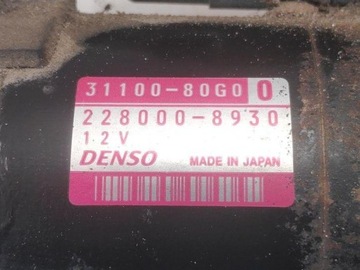 31100-80G0 0
228000-8930
12V
DENSO MADE IN JAPAN